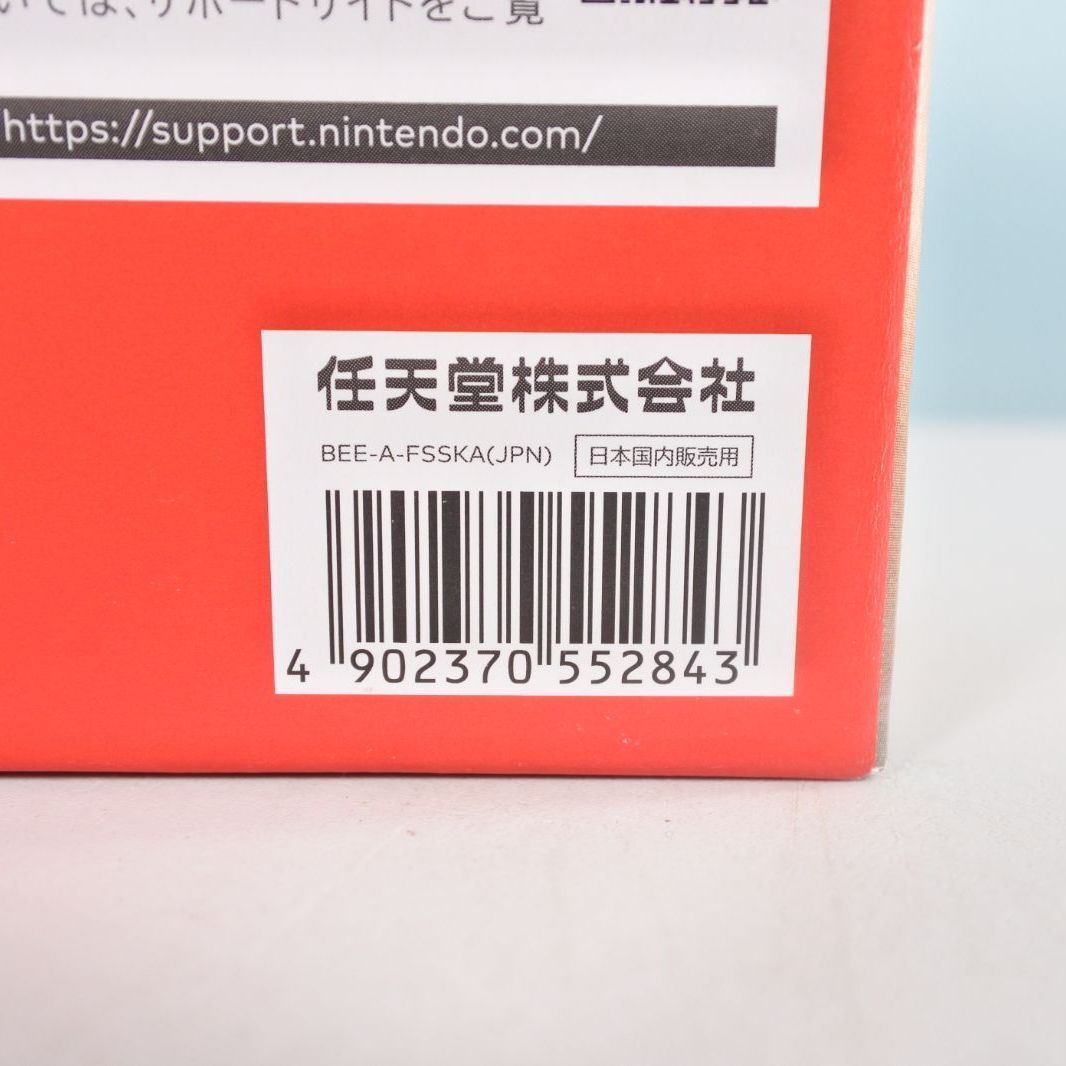 いては、サポートサイトをご覧
https://support.nintendo.com/
任天堂株式会社
BEE-A-FSSKA(JPN) 日本国内販売用
4 902370 552843